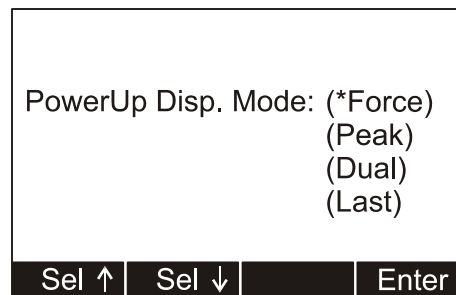 PowerUp Disp. Mode: (*Force)
(Peak)
(Dual)
(Last)
Sel ↑ Sel ↓ Enter